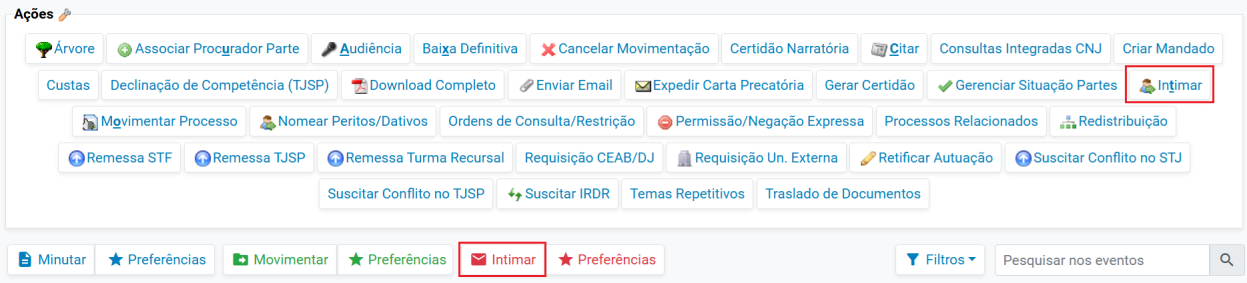 Ações
Árvore Associar Procurador Parte Audiência Baixa Definitiva Cancelar Movimentação Certidão Narratória Citar Consultas Integradas CNJ Criar Mandado
Custas Declinação de Competência (TJSP) Download Completo Enviar Email Expedir Carta Precatória Gerar Certidão Gerenciar Situação Partes Intimar
Movimentar Processo Nomear Peritos/Dativos Ordens de Consulta/Restrição Permissão/Negação Expressa Processos Relacionados Redistribuição
Remessa STF Remessa TJSP Remessa Turma Recursal Requisição CEAB/DJ Requisição Un. Externa Retificar Autuação Suscitar Conflito no STJ
Suscitar Conflito no TJSP Suscitar IRDR Temas Repetitivos Traslado de Documentos
Minutar Preferências Movimentar Preferências Intimar Preferências Filtros Pesquisar nos eventos